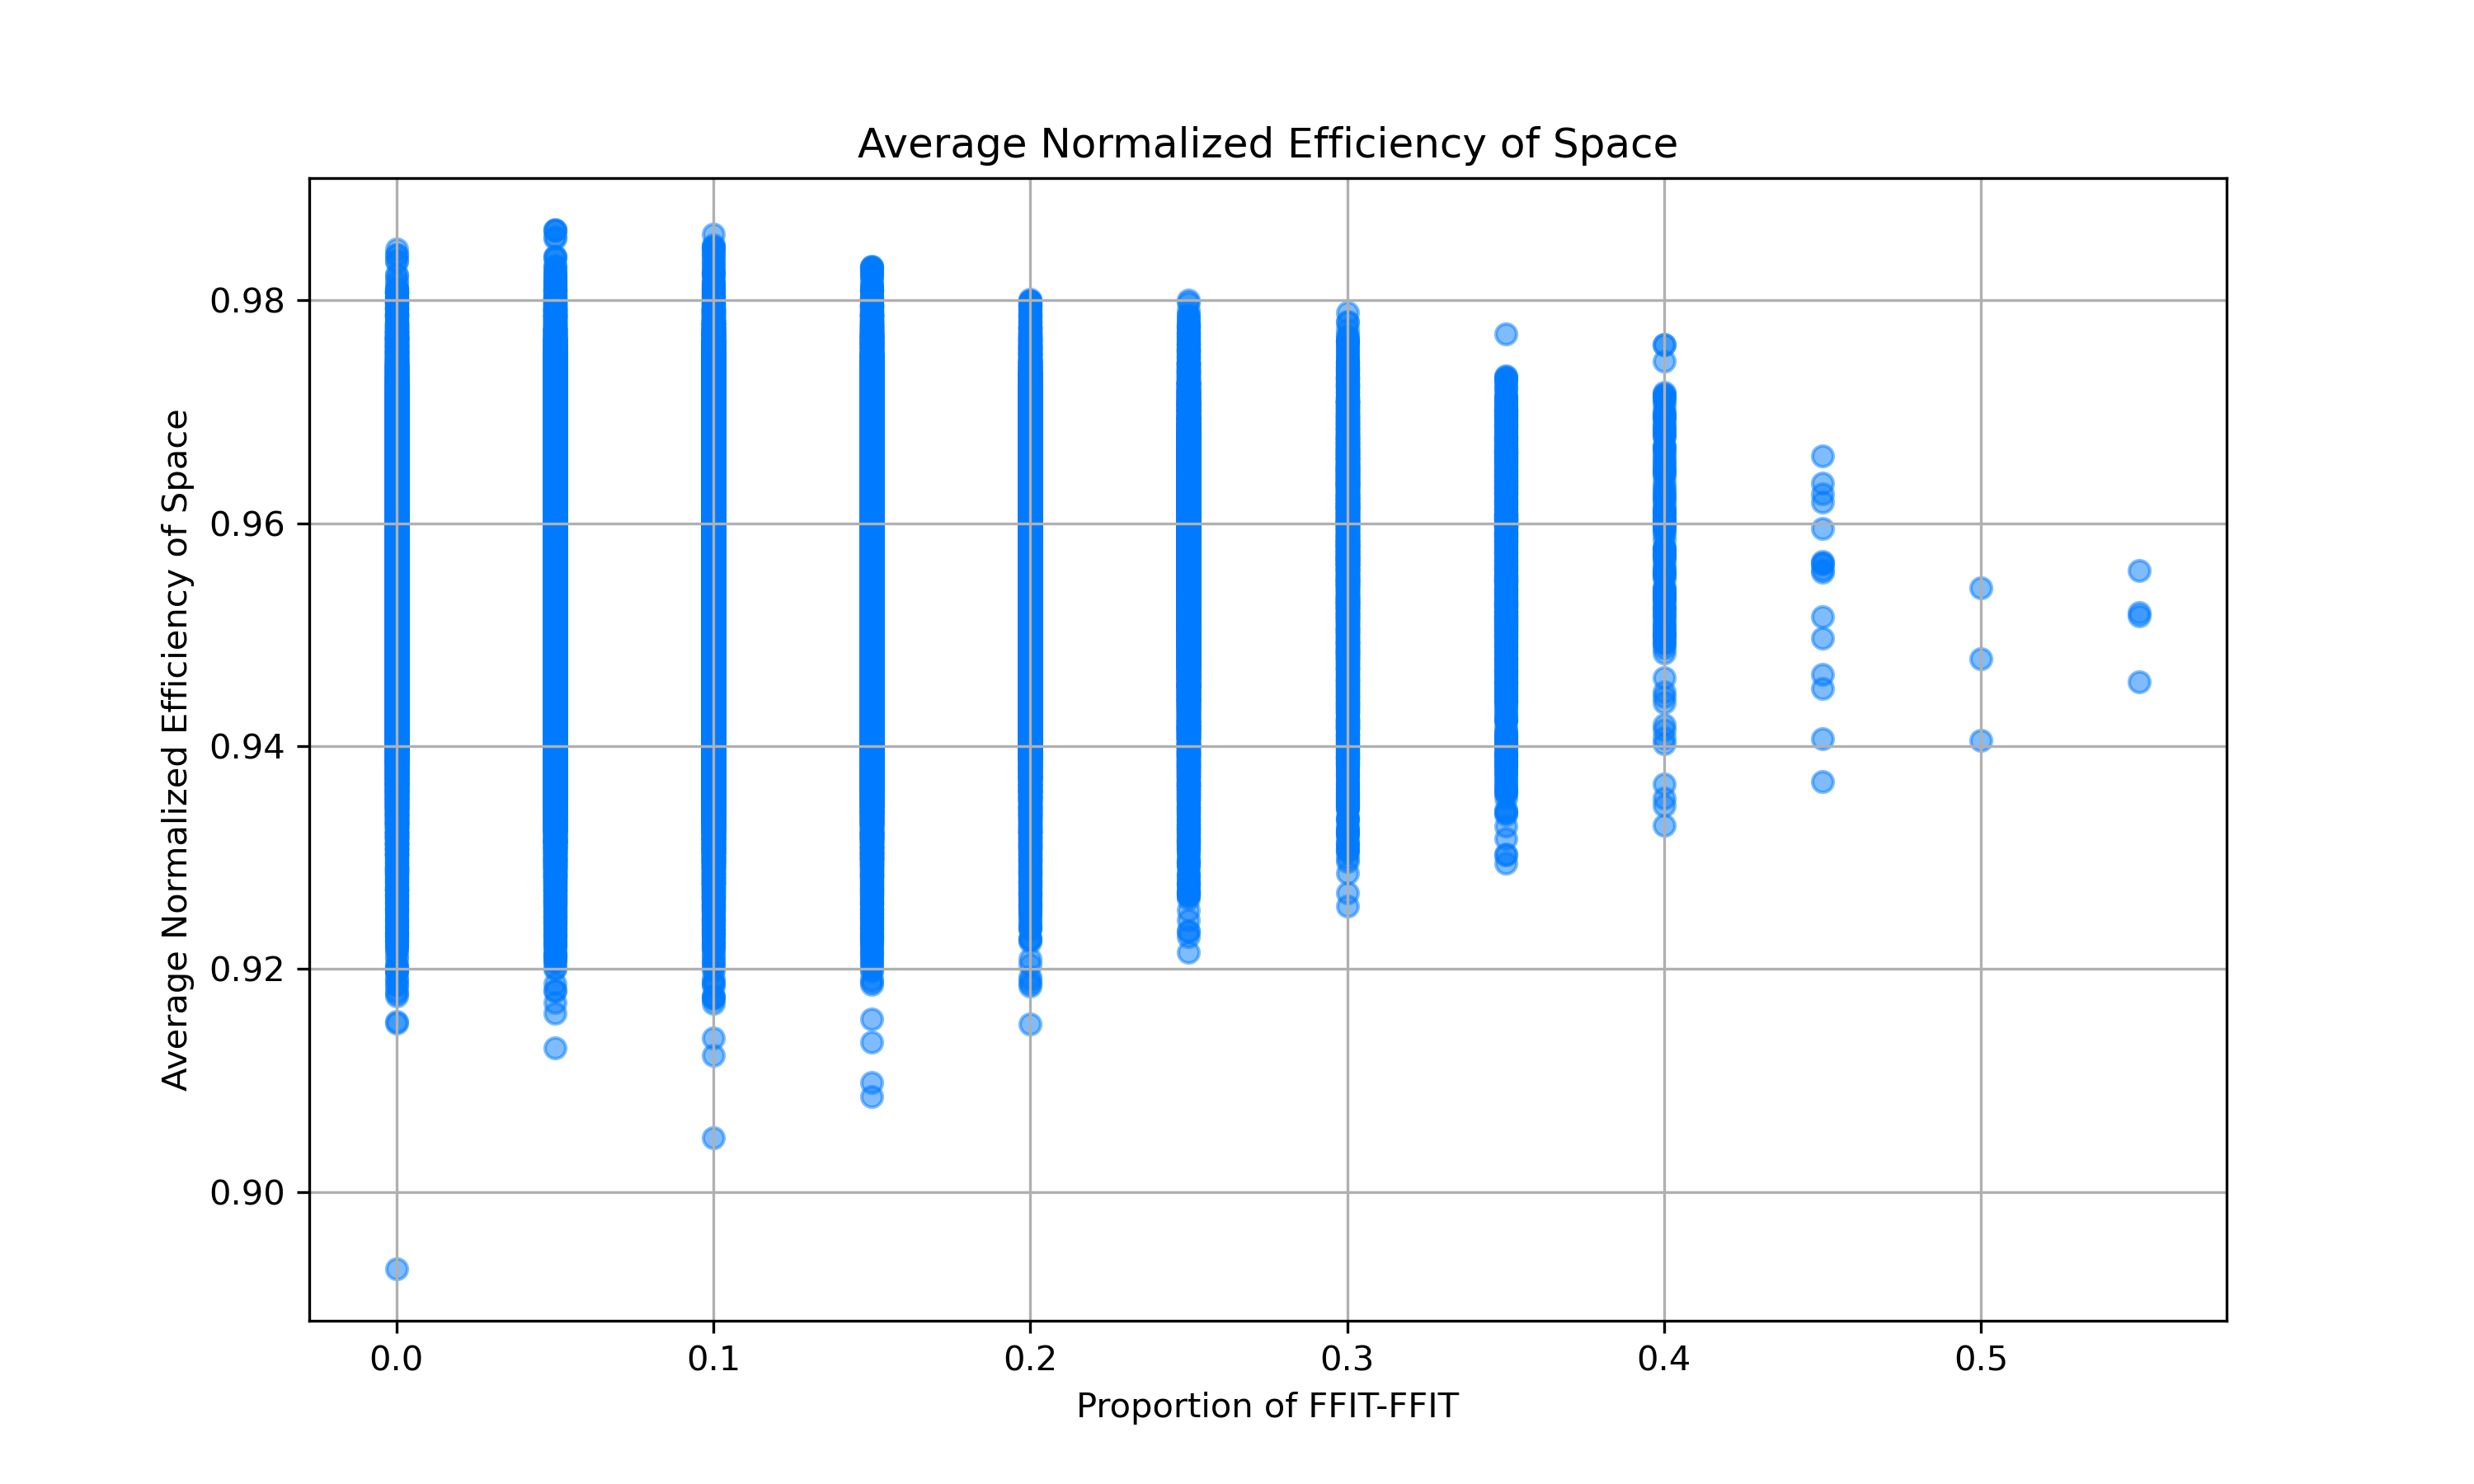 Average Normalized Efficiency of Space
Average Normalized Efficiency of Space
0.98
0.96
0.94
0.92
0.90
0.0 0.1 0.2 0.3 0.4 0.5
Proportion of FFIT-FFIT